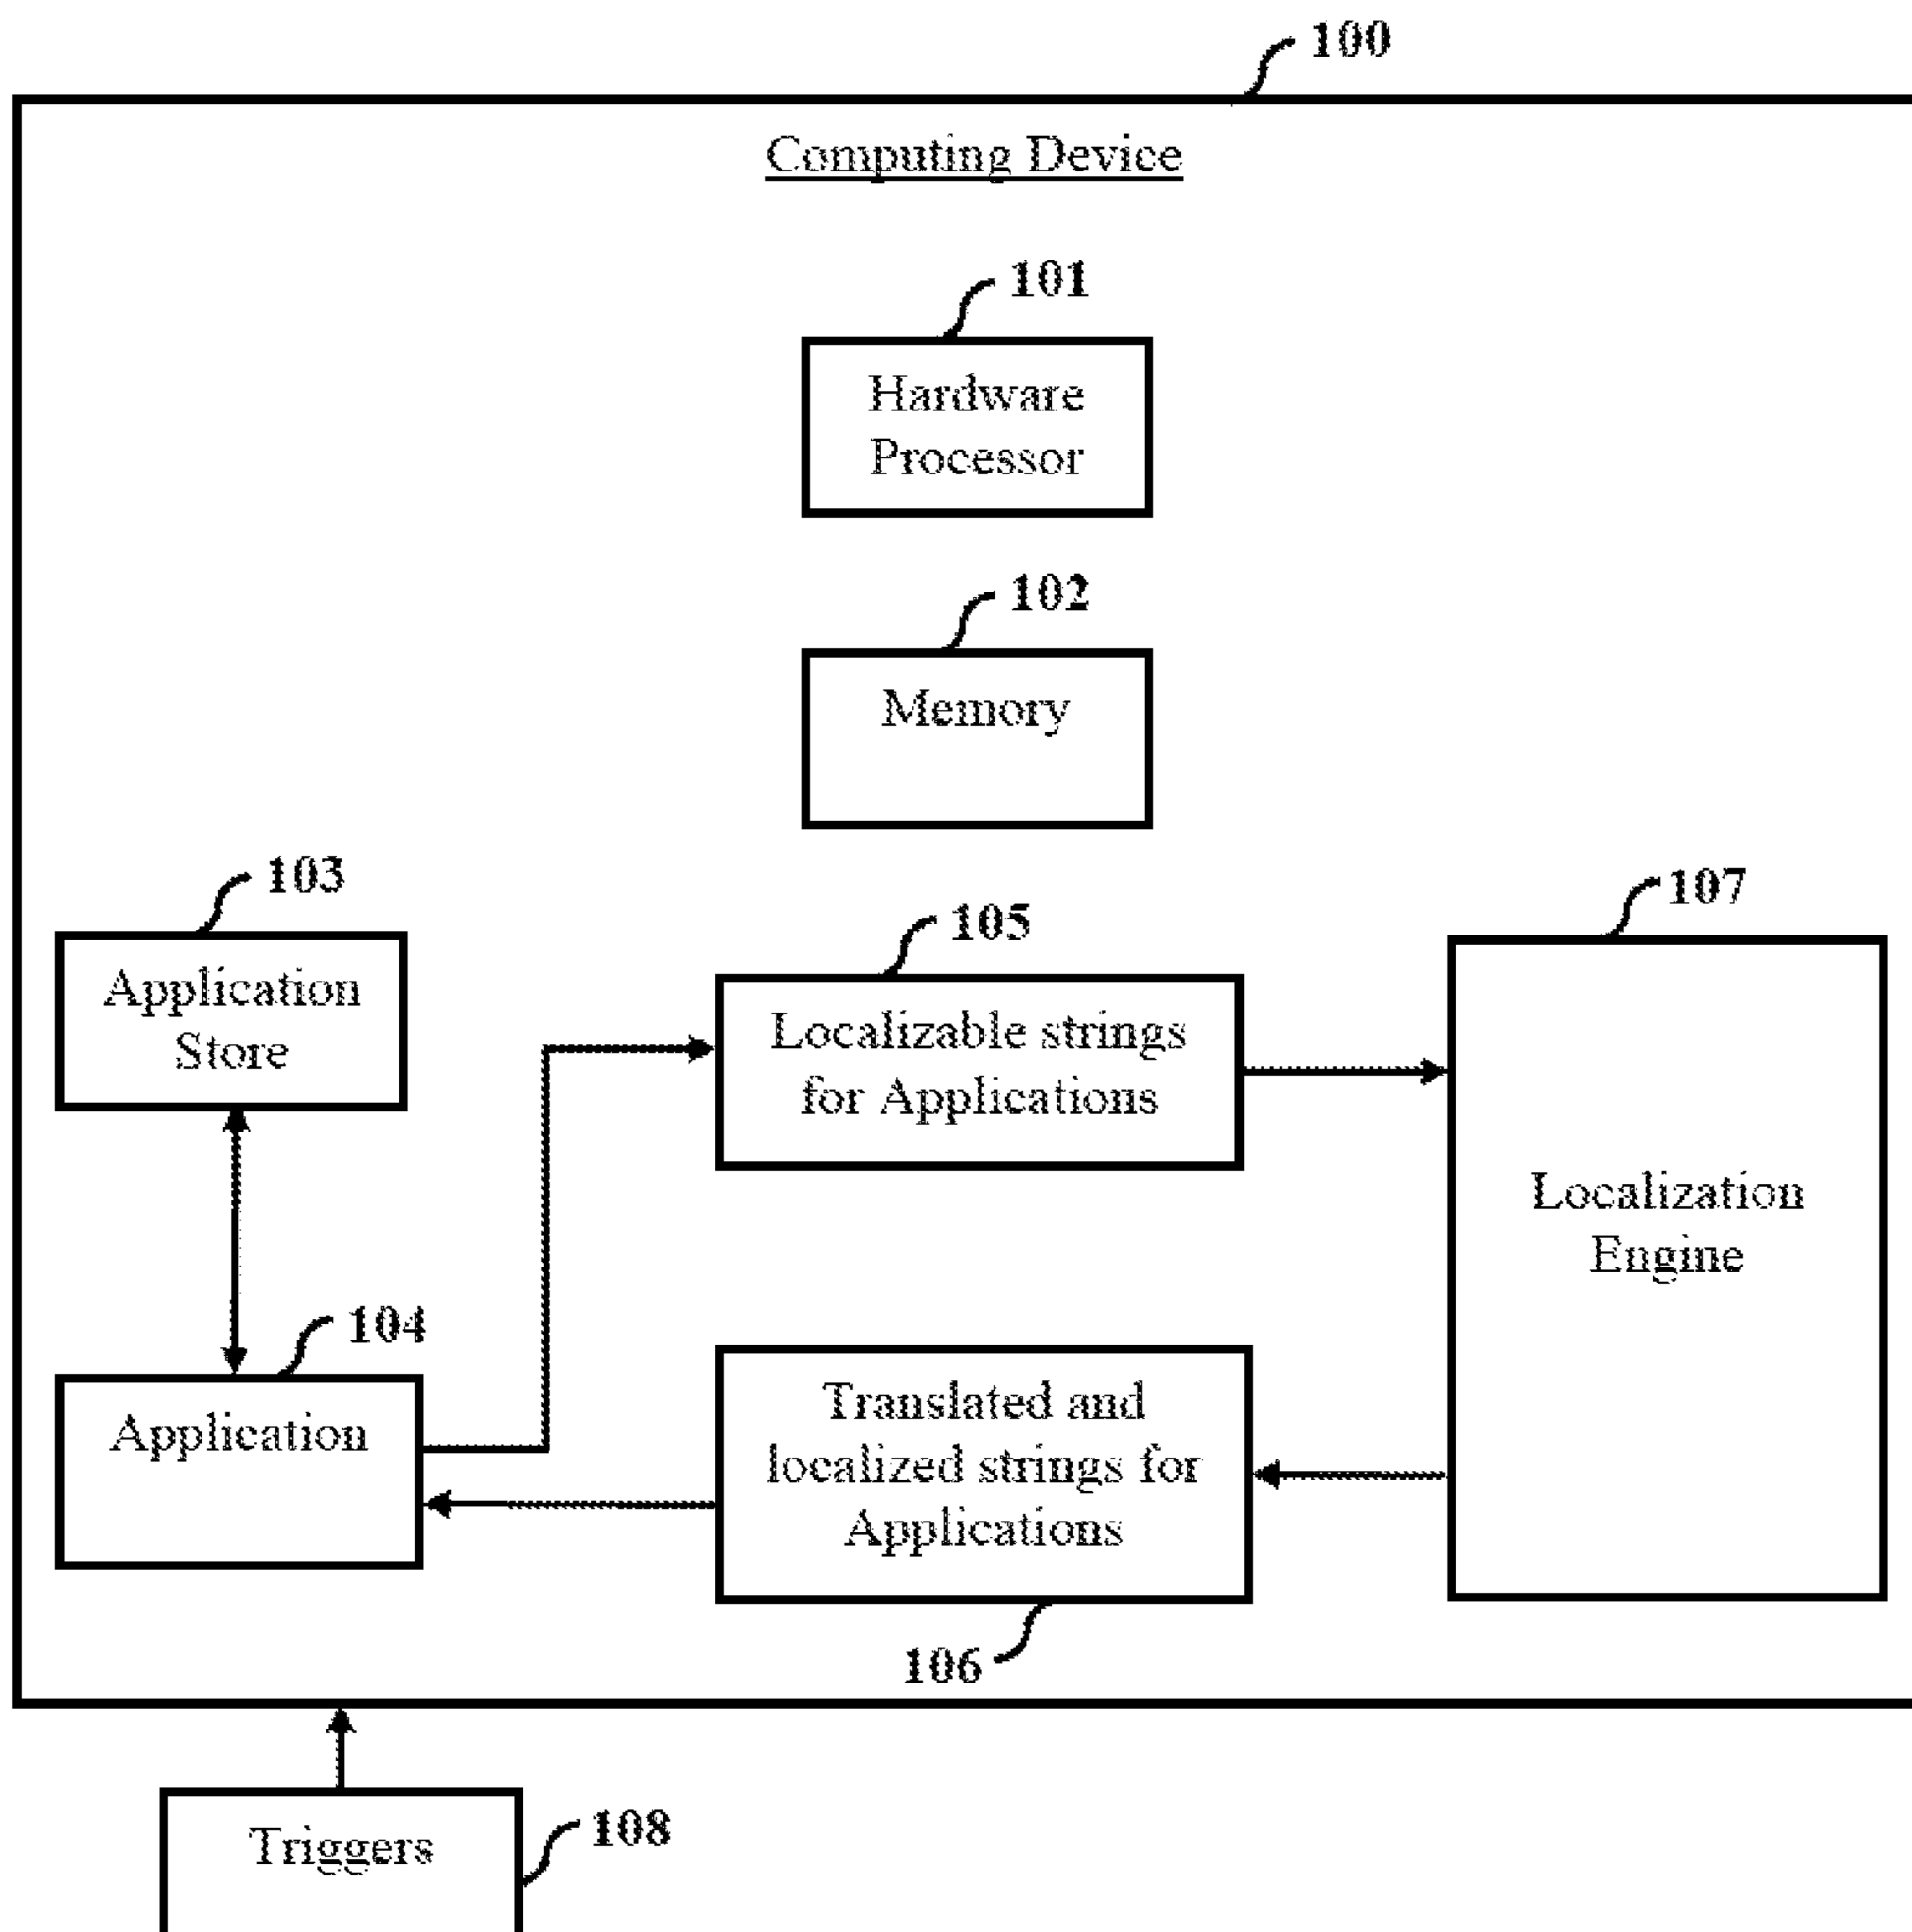 100
Computing Device
101
Hardware
Processor
102
Memory
103
Application
Store
105
Localizable strings
for Applications
107
Localization
Engine
104
Application
Translated and
localized strings for
Applications
106
Triggers
108